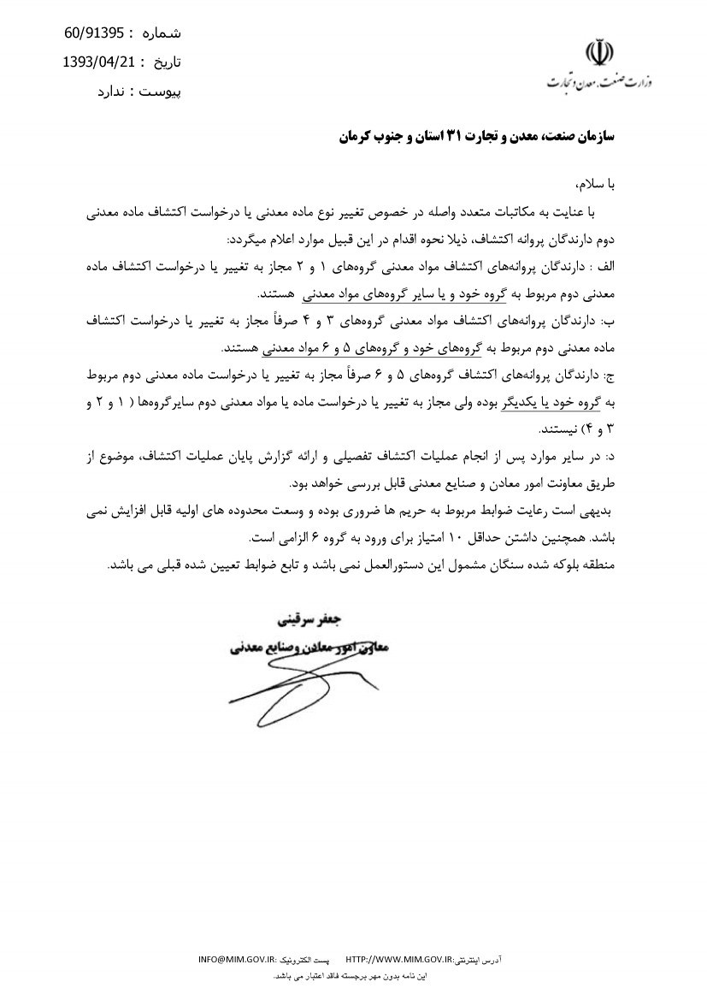 شماره : 60/91395
تاریخ : 1393/04/21
پیوست : ندارد
وزارت صنعت، معدن و تجارت
سازمان صنعت، معدن و تجارت ۳۱ استان و جنوب کرمان
با سلام،
با عنایت به مکاتبات متعدد واصله در خصوص تغییر نوع ماده معدنی یا درخواست اکتشاف ماده معدنی
دوم دارندگان پروانه اکتشاف، ذیلا نحوه اقدام در این قبیل موارد اعلام میگردد:
الف : دارندگان پروانه‌های اکتشاف مواد معدنی گروه‌های ۱ و ۲ مجاز به تغییر یا درخواست اکتشاف ماده
معدنی دوم مربوط به گروه خود و یا سایر گروه‌های مواد معدنی هستند.
ب: دارندگان پروانه‌های اکتشاف مواد معدنی گروه‌های ۳ و ۴ صرفاً مجاز به تغییر یا درخواست اکتشاف
ماده معدنی دوم مربوط به گروه‌های خود و گروه‌های ۵ و ۶ مواد معدنی هستند.
ج: دارندگان پروانه‌های اکتشاف گروه‌های ۵ و ۶ صرفاً مجاز به تغییر یا درخواست ماده معدنی دوم مربوط
به گروه خود یا یکدیگر بوده ولی مجاز به تغییر یا درخواست ماده یا مواد معدنی دوم سایرگروه‌ها ( ۱ و ۲ و
۳ و ۴) نیستند.
د: در سایر موارد پس از انجام عملیات اکتشاف تفصیلی و ارائه گزارش پایان عملیات اکتشاف، موضوع از
طریق معاونت امور معادن و صنایع معدنی قابل بررسی خواهد بود.
بدیهی است رعایت ضوابط مربوط به حریم ها ضروری بوده و وسعت محدوده های اولیه قابل افزایش نمی
باشد. همچنین داشتن حداقل ۱۰ امتیاز برای ورود به گروه ۶ الزامی است.
منطقه بلوکه شده سنگان مشمول این دستورالعمل نمی باشد و تابع ضوابط تعیین شده قبلی می باشد.
جعفر سرقینی
معاون امور معادن و صنایع معدنی
آدرس اینترنتی:HTTP://WWW.MIM.GOV.IR پست الکترونیک :INFO@MIM.GOV.IR
این نامه بدون مهر برجسته فاقد اعتبار می باشد.